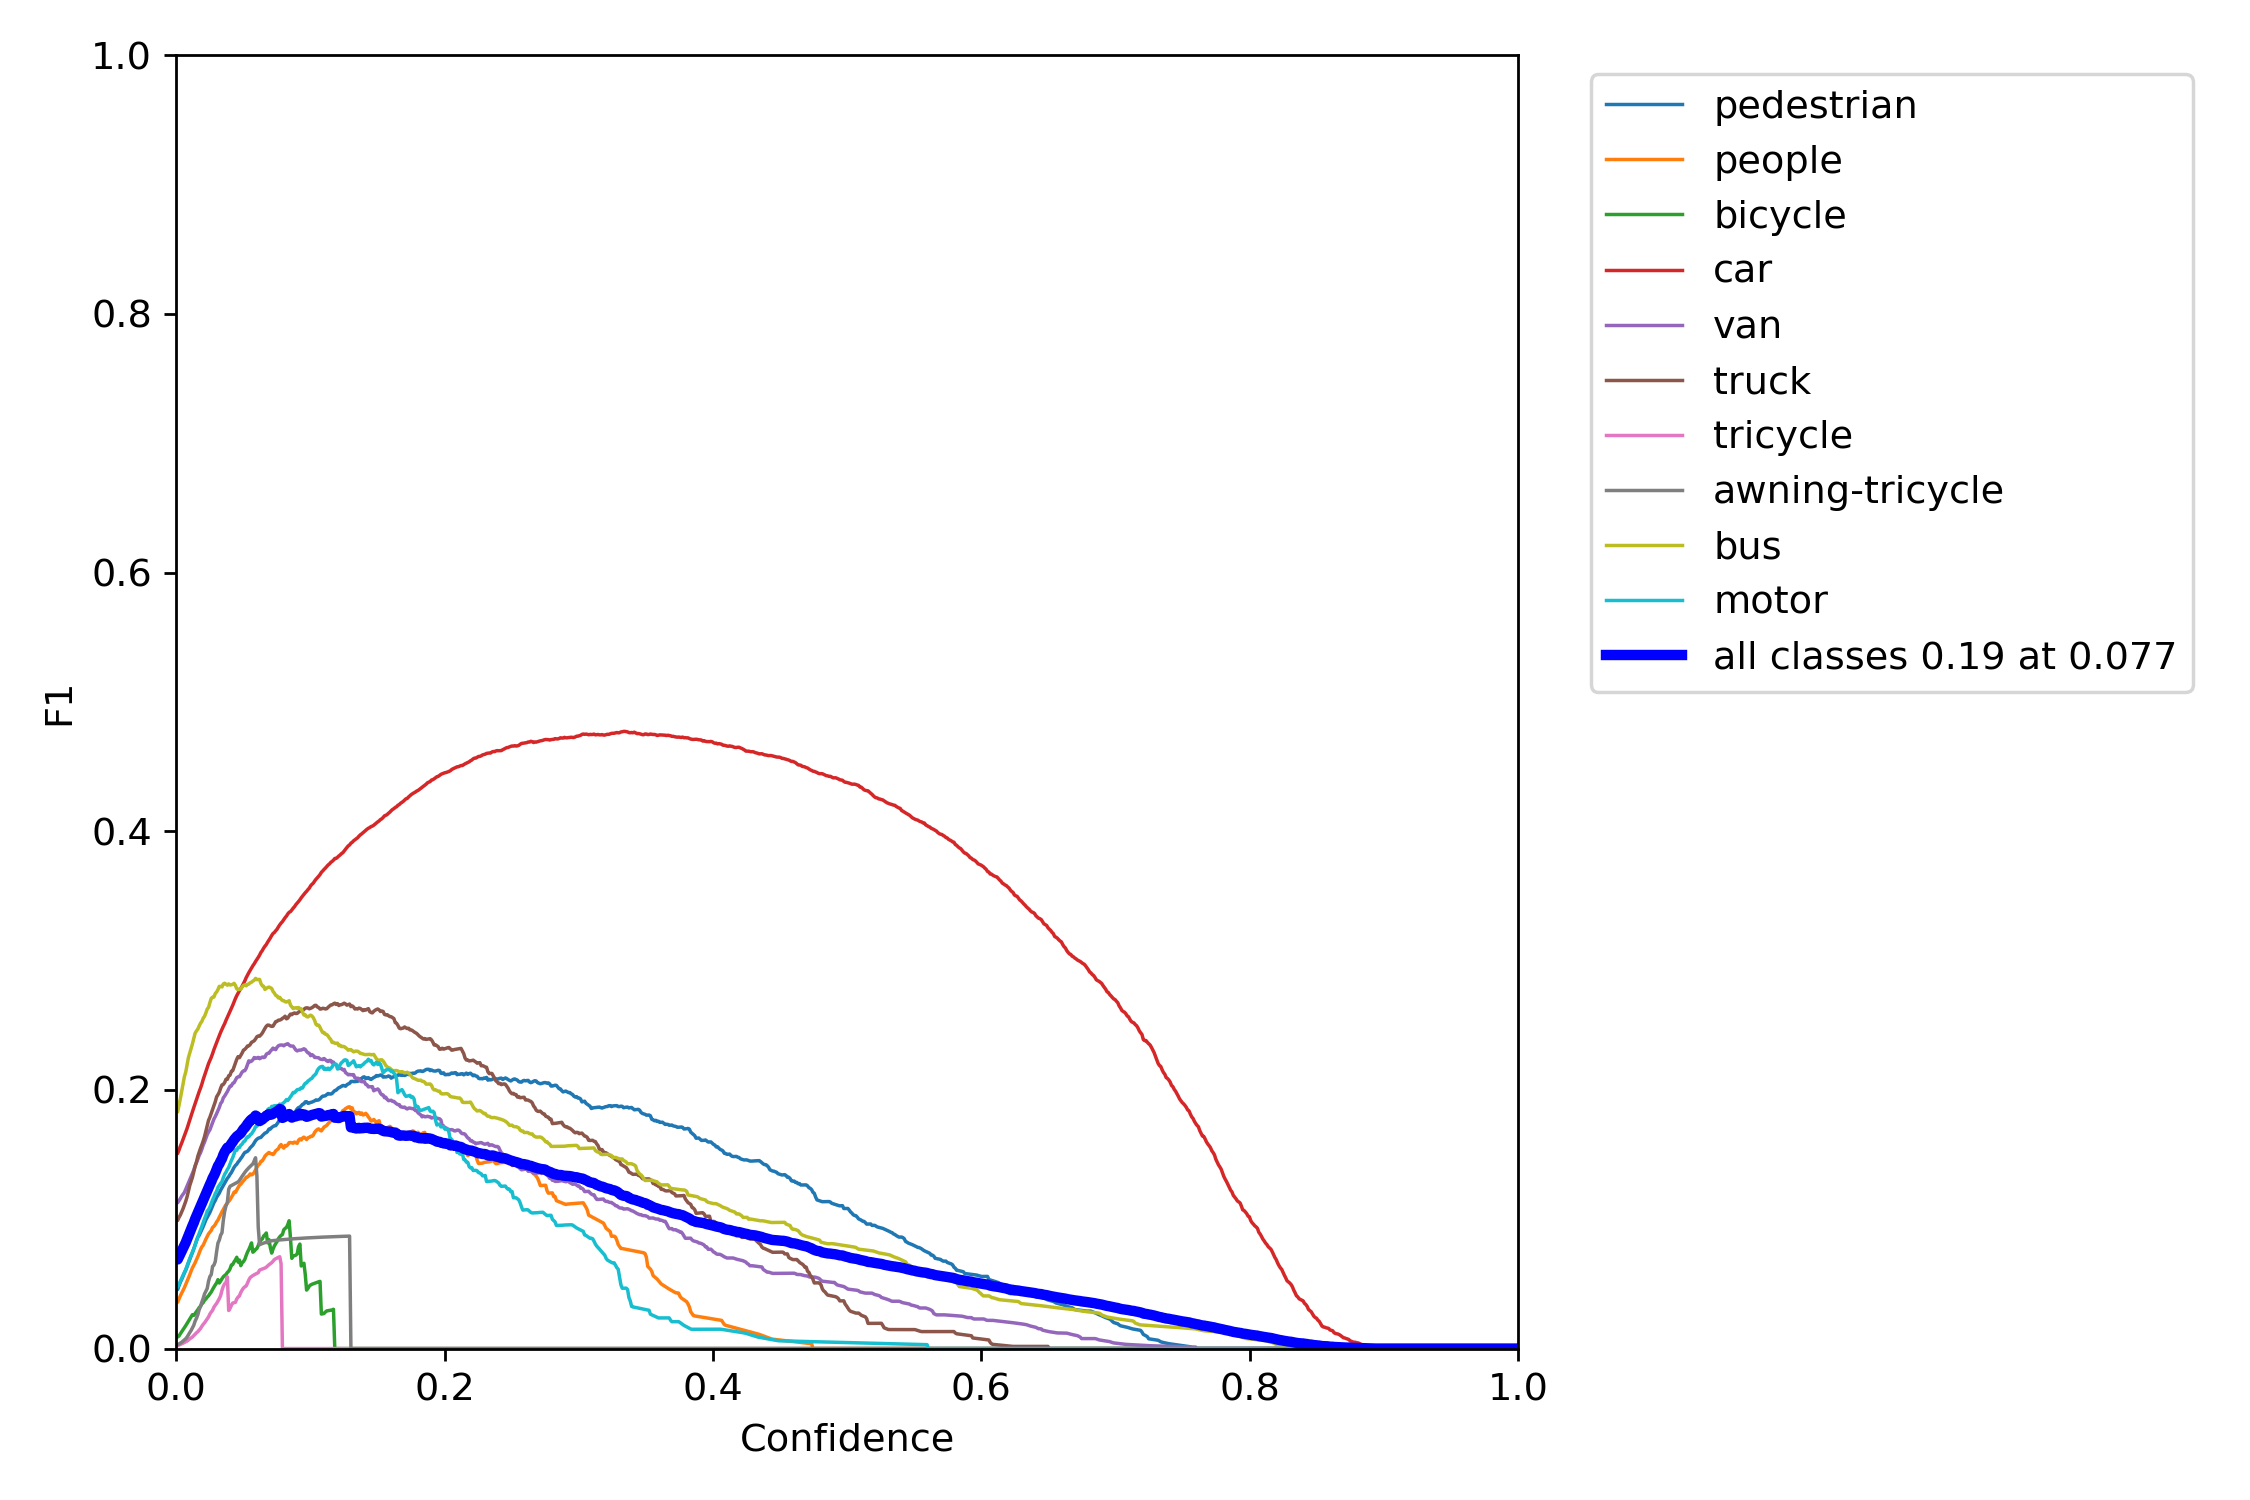 1.0
0.8
0.6
0.4
0.2
0.0
F1
0.0 0.2 0.4 0.6 0.8 1.0
Confidence
pedestrian
people
bicycle
car
van
truck
tricycle
awning-tricycle
bus
motor
all classes 0.19 at 0.077